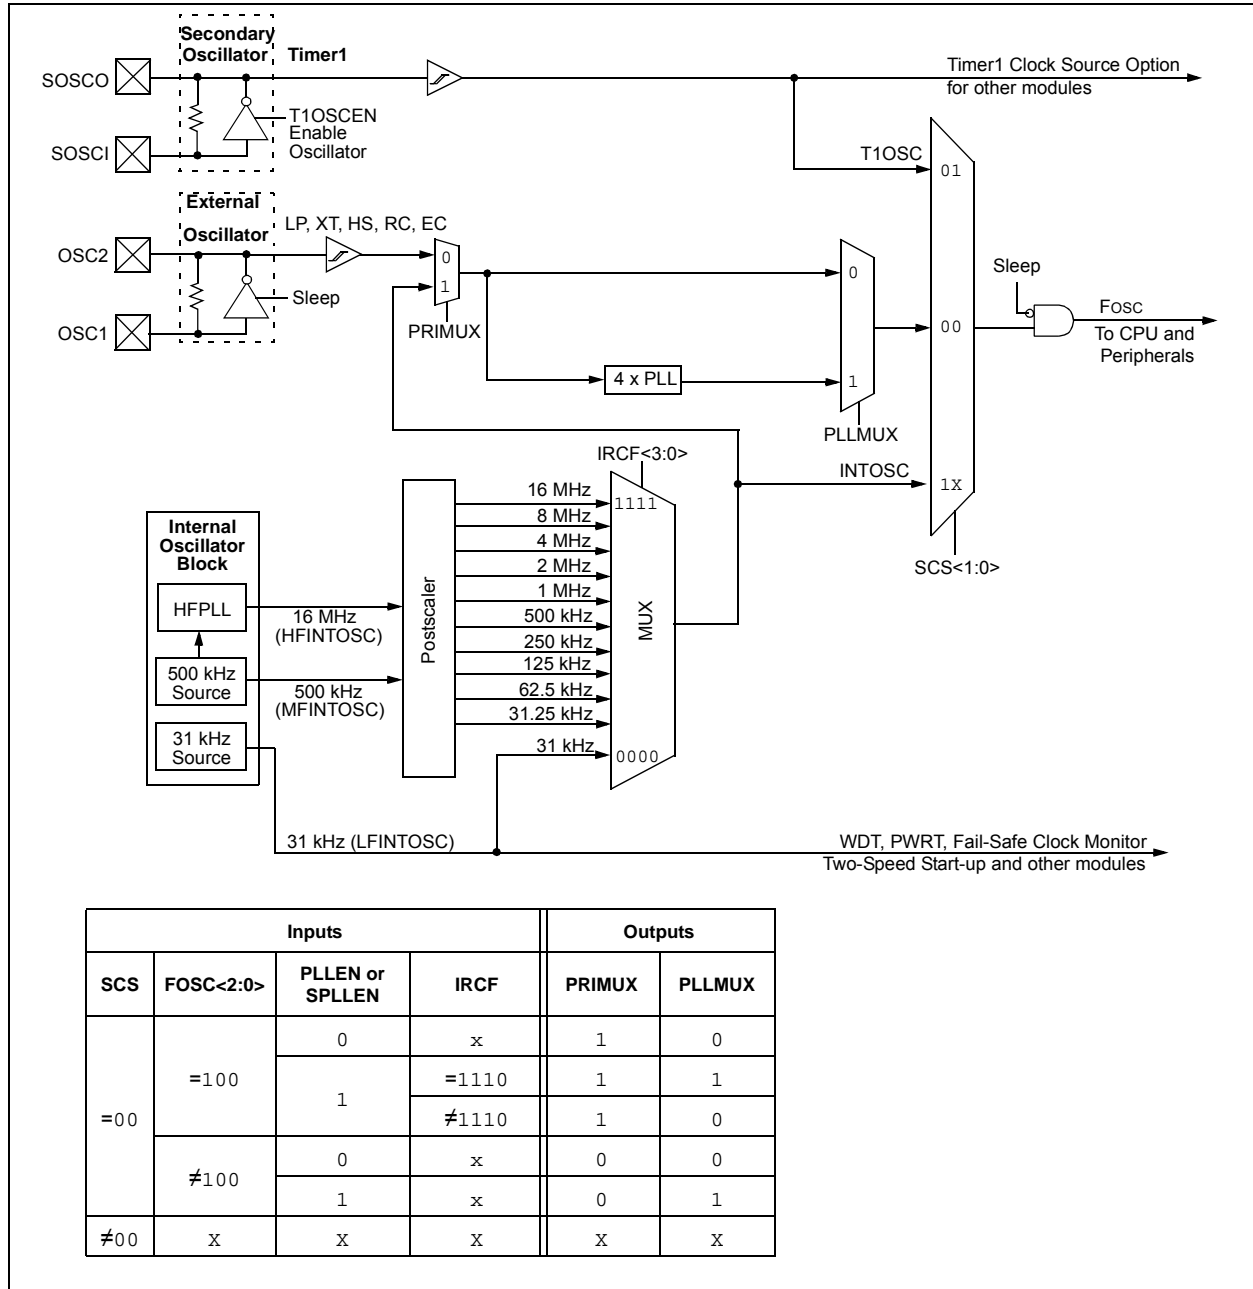 Secondary
Oscillator
Timer1
SOSCO
SOSCI
T1OSCEN
Enable
Oscillator
Timer1 Clock Source Option
for other modules
T1OSC
01
External
Oscillator
LP, XT, HS, RC, EC
OSC2
OSC1
Sleep
0
1
PRIMUX
4 x PLL
0
1
PLLMUX
00
Sleep
FOSC
To CPU and
Peripherals
INTOSC
1X
SCS<1:0>
IRCF<3:0>
Internal
Oscillator
Block
HFPLL
500 kHz
Source
31 kHz
Source
16 MHz
(HFINTOSC)
500 kHz
(MFINTOSC)
Postscaler
16 MHz
8 MHz
4 MHz
2 MHz
1 MHz
500 kHz
250 kHz
125 kHz
62.5 kHz
31.25 kHz
31 kHz
1111
MUX
0000
31 kHz (LFINTOSC)
WDT, PWRT, Fail-Safe Clock Monitor
Two-Speed Start-up and other modules
Inputs Outputs
SCS FOSC<2:0> PLLEN or SPLLEN IRCF PRIMUX PLLMUX
=00 =100 0 x 1 0
1 =1110 1 1
≠1110 1 0
≠100 0 x 0 0
1 x 0 1
≠00 X X X X X